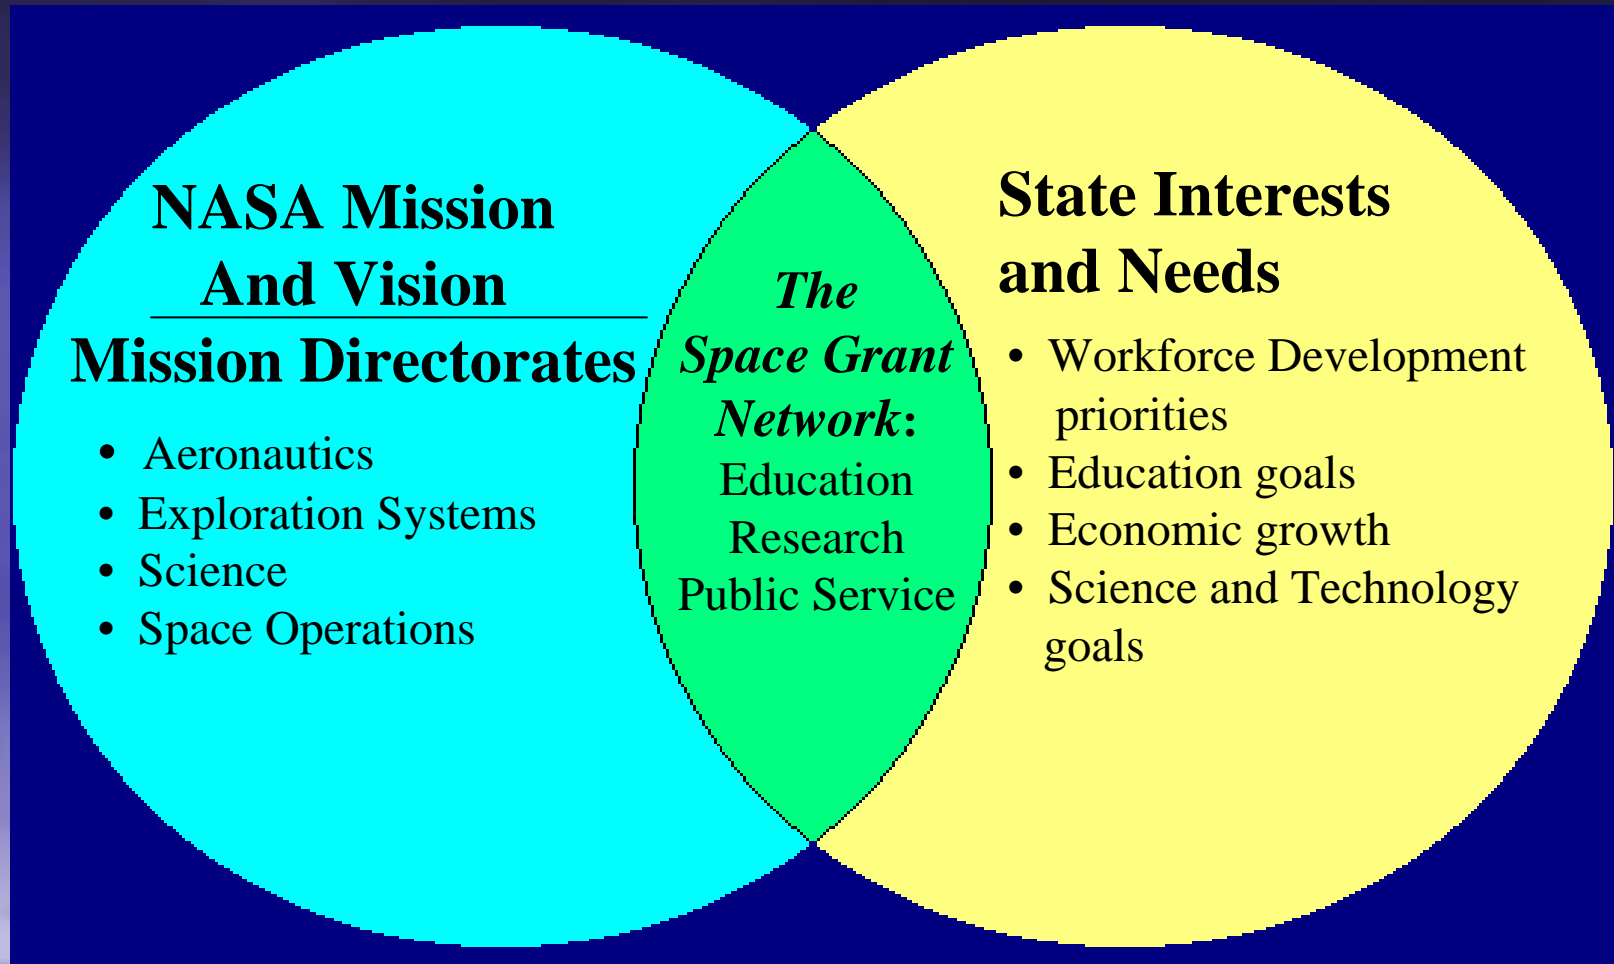 NASA Mission
And Vision
Mission Directorates
• Aeronautics
• Exploration Systems
• Science
• Space Operations
The
Space Grant
Network:
Education
Research
Public Service
State Interests
and Needs
• Workforce Development
priorities
• Education goals
• Economic growth
• Science and Technology
goals